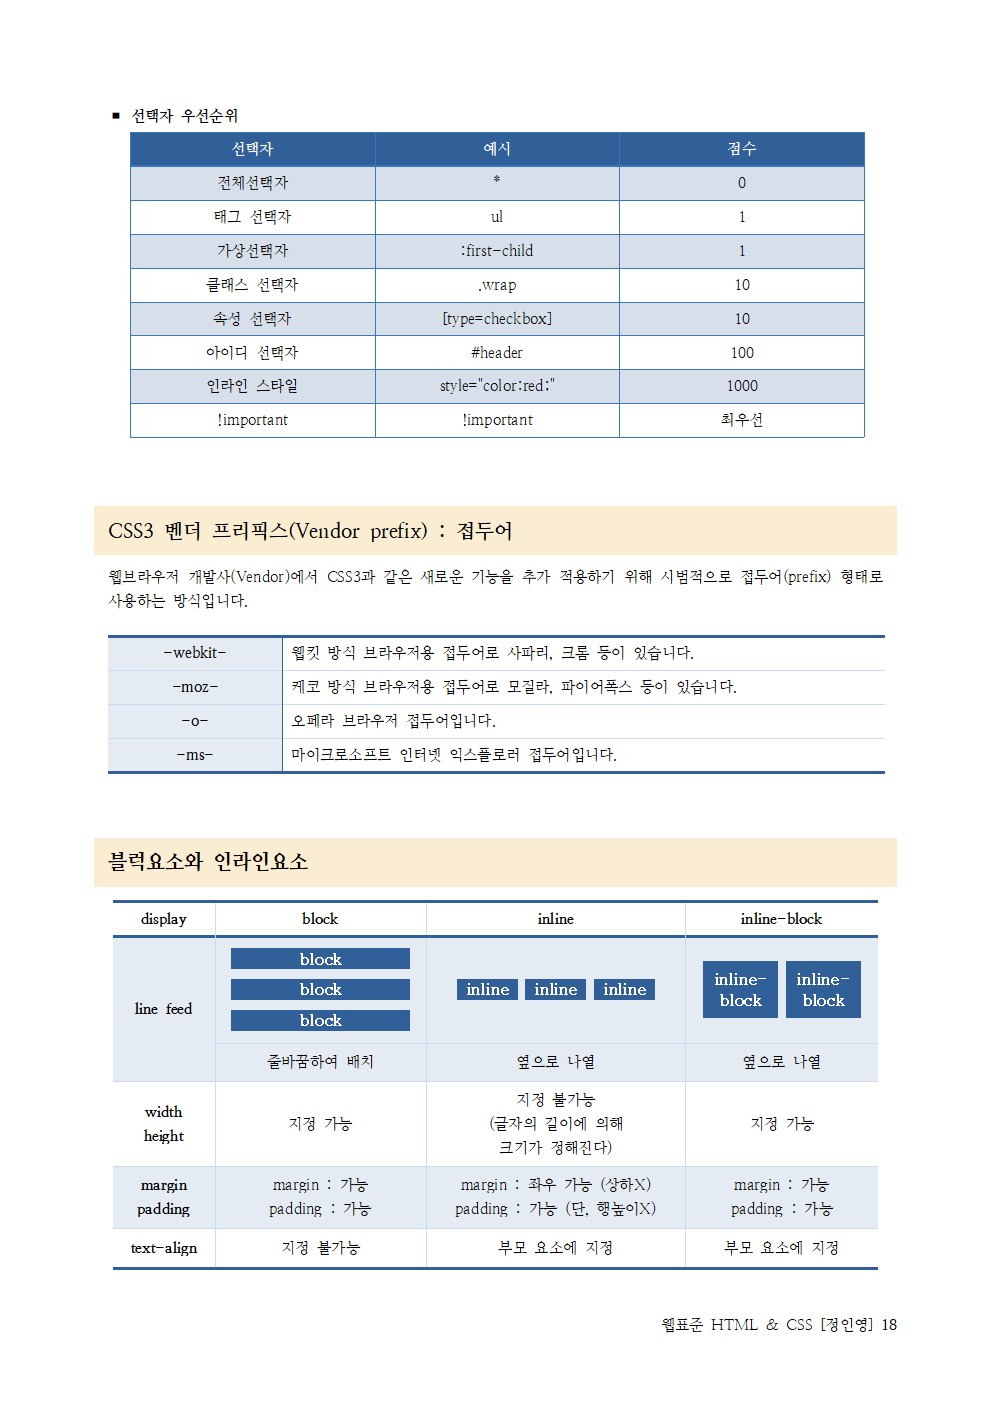 ■ 선택자 우선순위
선택자 예시 점수
전체선택자 * 0
태그 선택자 ul 1
가상선택자 :first-child 1
클래스 선택자 .wrap 10
속성 선택자 [type=checkbox] 10
아이디 선택자 #header 100
인라인 스타일 style="color:red;" 1000
!important !important 최우선
CSS3 벤더 프리픽스(Vendor prefix) : 접두어
웹브라우저 개발사(Vendor)에서 CSS3과 같은 새로운 기능을 추가 적용하기 위해 시범적으로 접두어(prefix) 형태로
사용하는 방식입니다.
-webkit- 웹킷 방식 브라우저용 접두어로 사파리, 크롬 등이 있습니다.
-moz- 케코 방식 브라우저용 접두어로 모질라, 파이어폭스 등이 있습니다.
-o- 오페라 브라우저 접두어입니다.
-ms- 마이크로소프트 인터넷 익스플로러 접두어입니다.
블럭요소와 인라인요소
display block inline inline-block
line feed
block
block
block
inline inline inline
inline- inline-
block block
줄바꿈하여 배치 옆으로 나열 옆으로 나열
width
height
지정 가능
지정 불가능
(글자의 길이에 의해
크기가 정해진다)
지정 가능
margin margin : 가능 margin : 좌우 가능 (상하X) margin : 가능
padding padding : 가능 padding : 가능 (단, 행높이X) padding : 가능
text-align 지정 불가능 부모 요소에 지정 부모 요소에 지정
웹표준 HTML & CSS [정인영] 18